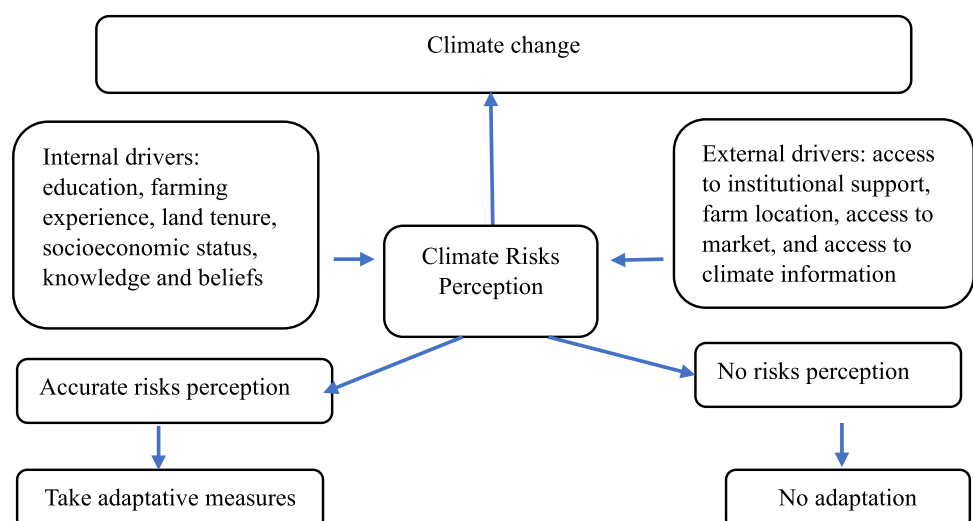 Climate change
Internal drivers:
education, farming
experience, land tenure,
socioeconomic status,
knowledge and beliefs
External drivers: access
to institutional support,
farm location, access to
market, and access to
climate information
Climate Risks
Perception
Accurate risks perception
No risks perception
Take adaptative measures
No adaptation